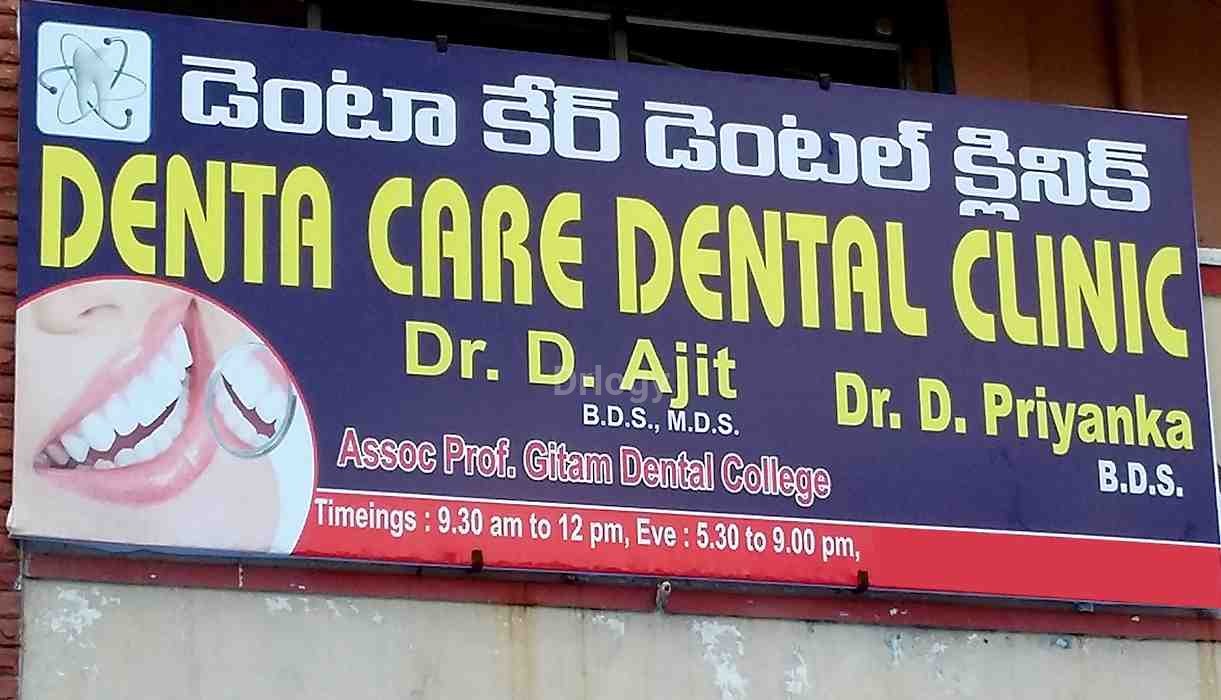 డెంటా కేర్ డెంటల్ క్లినిక్
DENTA CARE DENTAL CLINIC
Dr. D. Ajit
B.D.S., M.D.S.
Assoc Prof. Gitam Dental College
Dr. D. Priyanka
B.D.S.
Timeings : 9.30 am to 12 pm, Eve : 5.30 to 9.00 pm,
Drlogy